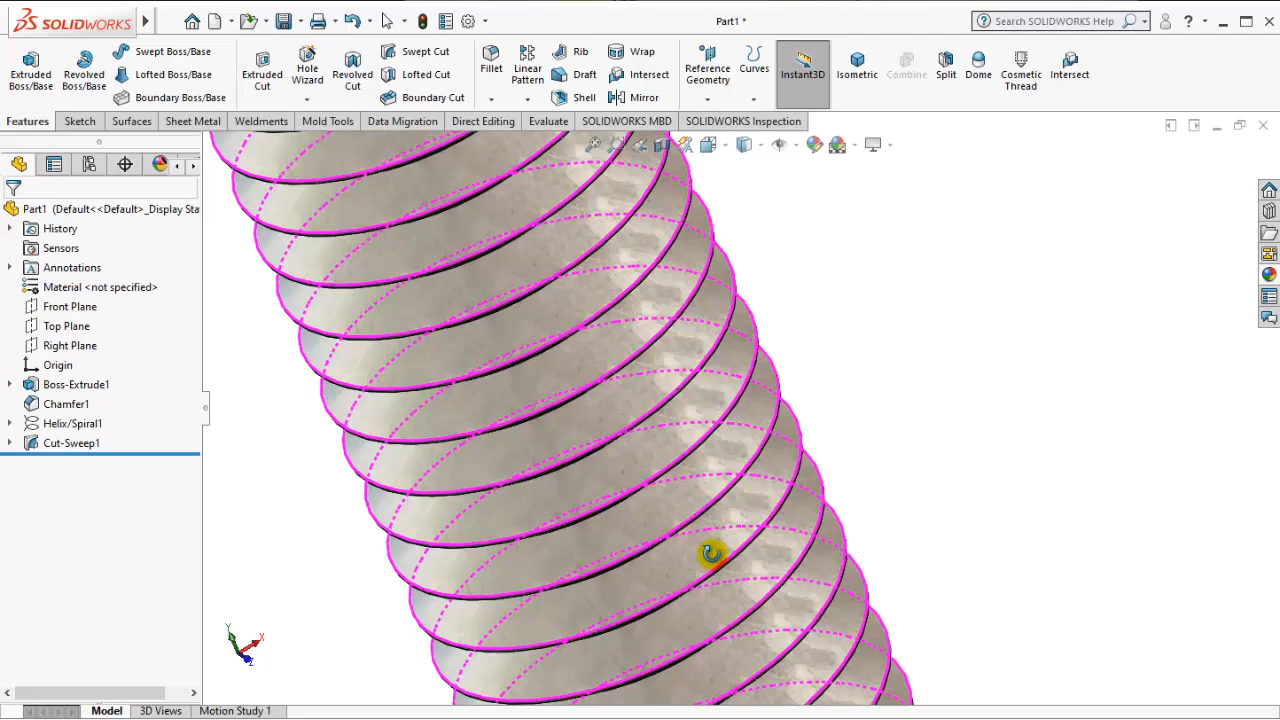 SOLIDWORKS
Part1 *
Search SOLIDWORKS Help
?
Extruded Boss/Base
Revolved Boss/Base
Swept Boss/Base
Lofted Boss/Base
Boundary Boss/Base
Extruded Cut
Hole Wizard
Revolved Cut
Swept Cut
Lofted Cut
Boundary Cut
Fillet
Linear Pattern
Rib
Draft
Shell
Wrap
Intersect
Mirror
Reference Geometry
Curves
Instant3D
Isometric
Combine
Split
Dome
Cosmetic Thread
Intersect
Features
Sketch
Surfaces
Sheet Metal
Weldments
Mold Tools
Data Migration
Direct Editing
Evaluate
SOLIDWORKS MBD
SOLIDWORKS Inspection
Part1 (Default<<Default>_Display Sta
History
Sensors
Annotations
Material <not specified>
Front Plane
Top Plane
Right Plane
Origin
Boss-Extrude1
Chamfer1
Helix/Spiral1
Cut-Sweep1
Y
X
Z
Model
3D Views
Motion Study 1